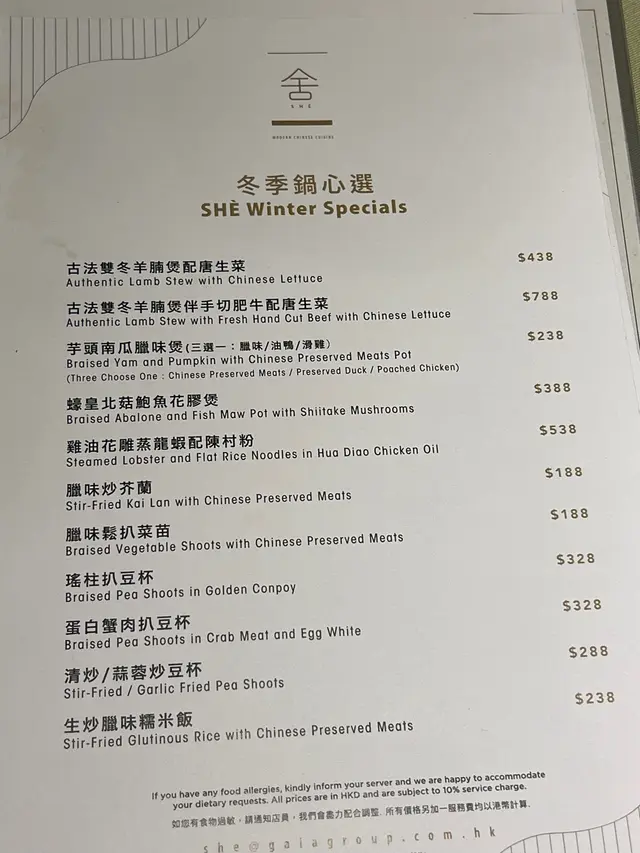 舍
SHÈ
MODERN CHINESE CUISINE
冬季鍋心選
SHÈ Winter Specials
古法雙冬羊腩煲配唐生菜 $438
Authentic Lamb Stew with Chinese Lettuce
古法雙冬羊腩煲伴手切肥牛配唐生菜 $788
Authentic Lamb Stew with Fresh Hand Cut Beef with Chinese Lettuce
芋頭南瓜臘味煲(三選一：臘味/油鴨/滑雞) $238
Braised Yam and Pumpkin with Chinese Preserved Meats Pot
(Three Choose One : Chinese Preserved Meats / Preserved Duck / Poached Chicken)
蠔皇北菇鮑魚花膠煲 $388
Braised Abalone and Fish Maw Pot with Shiitake Mushrooms
雞油花雕蒸龍蝦配陳村粉 $538
Steamed Lobster and Flat Rice Noodles in Hua Diao Chicken Oil
臘味炒芥蘭 $188
Stir-Fried Kai Lan with Chinese Preserved Meats
臘味鬆扒菜苗 $188
Braised Vegetable Shoots with Chinese Preserved Meats
瑤柱扒豆杯 $328
Braised Pea Shoots in Golden Conpoy
蛋白蟹肉扒豆杯 $328
Braised Pea Shoots in Crab Meat and Egg White
清炒/蒜蓉炒豆杯 $288
Stir-Fried / Garlic Fried Pea Shoots
生炒臘味糯米飯 $238
Stir-Fried Glutinous Rice with Chinese Preserved Meats
If you have any food allergies, kindly inform your server and we are happy to accommodate
your dietary requests. All prices are in HKD and are subject to 10% service charge.
如您有食物過敏，請通知店員，我們會盡力配合調整. 所有價格另加一服務費均以港幣計算.
she@gaiagroup.com.hk